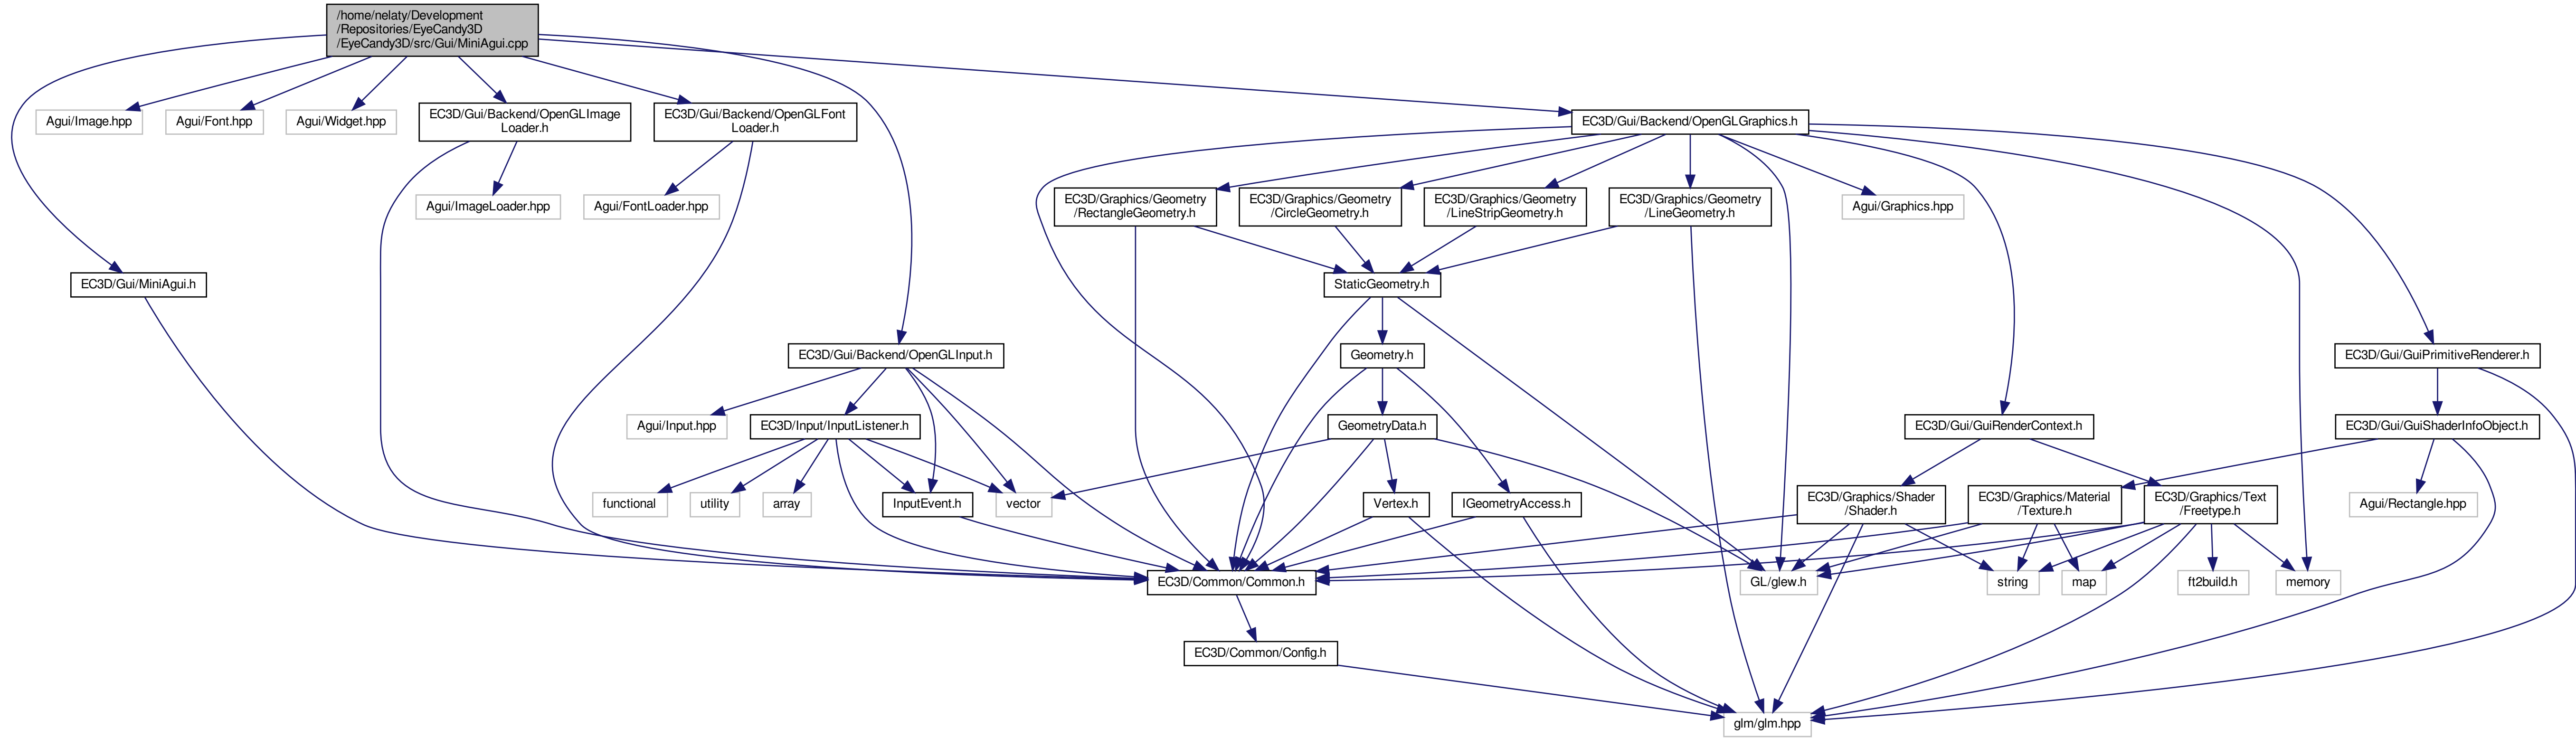 /home/nelaty/Development
/Repositories/EyeCandy3D
/EyeCandy3D/src/Gui/MiniAgui.cpp
Agui/Image.hpp
Agui/Font.hpp
Agui/Widget.hpp
EC3D/Gui/Backend/OpenGLImage
Loader.h
EC3D/Gui/Backend/OpenGLFont
Loader.h
EC3D/Gui/Backend/OpenGLGraphics.h
Agui/ImageLoader.hpp
Agui/FontLoader.hpp
EC3D/Graphics/Geometry
/RectangleGeometry.h
EC3D/Graphics/Geometry
/CircleGeometry.h
EC3D/Graphics/Geometry
/LineStripGeometry.h
EC3D/Graphics/Geometry
/LineGeometry.h
Agui/Graphics.hpp
EC3D/Gui/MiniAgui.h
StaticGeometry.h
EC3D/Gui/Backend/OpenGLInput.h
Geometry.h
EC3D/Gui/GuiPrimitiveRenderer.h
Agui/Input.hpp
EC3D/Input/InputListener.h
GeometryData.h
EC3D/Gui/GuiRenderContext.h
EC3D/Gui/GuiShaderInfoObject.h
functional
utility
array
InputEvent.h
vector
Vertex.h
IGeometryAccess.h
EC3D/Graphics/Shader
/Shader.h
EC3D/Graphics/Material
/Texture.h
EC3D/Graphics/Text
/Freetype.h
Agui/Rectangle.hpp
EC3D/Common/Common.h
GL/glew.h
string
map
ft2build.h
memory
EC3D/Common/Config.h
glm/glm.hpp